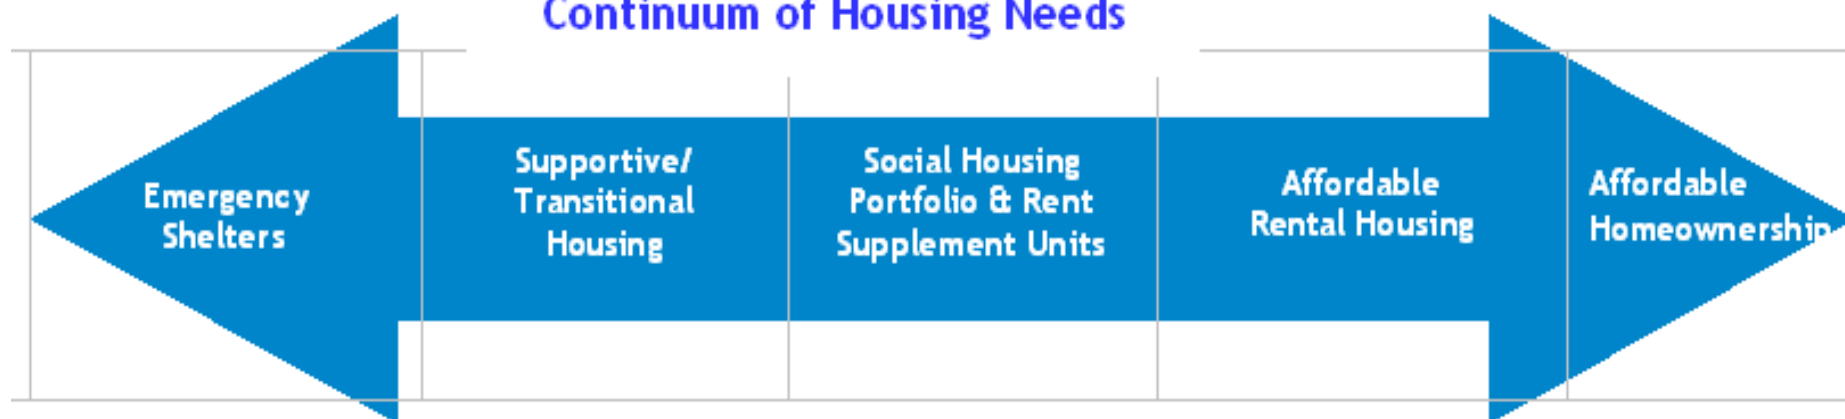 Continuum of Housing Needs
Emergency
Shelters
Supportive/
Transitional
Housing
Social Housing
Portfolio & Rent
Supplement Units
Affordable
Rental Housing
Affordable
Homeownership